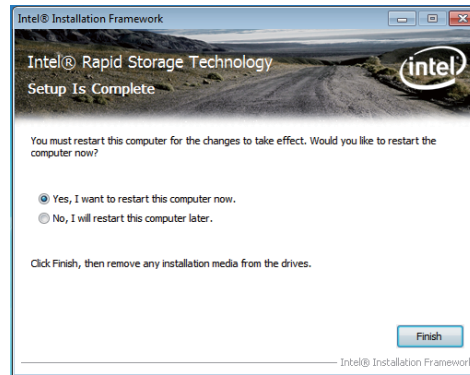 Intel® Installation Framework
Intel® Rapid Storage Technology
Setup Is Complete
intel
You must restart this computer for the changes to take effect. Would you like to restart the
computer now?
Yes, I want to restart this computer now.
No, I will restart this computer later.
Click Finish, then remove any installation media from the drives.
Finish
Intel® Installation Framework